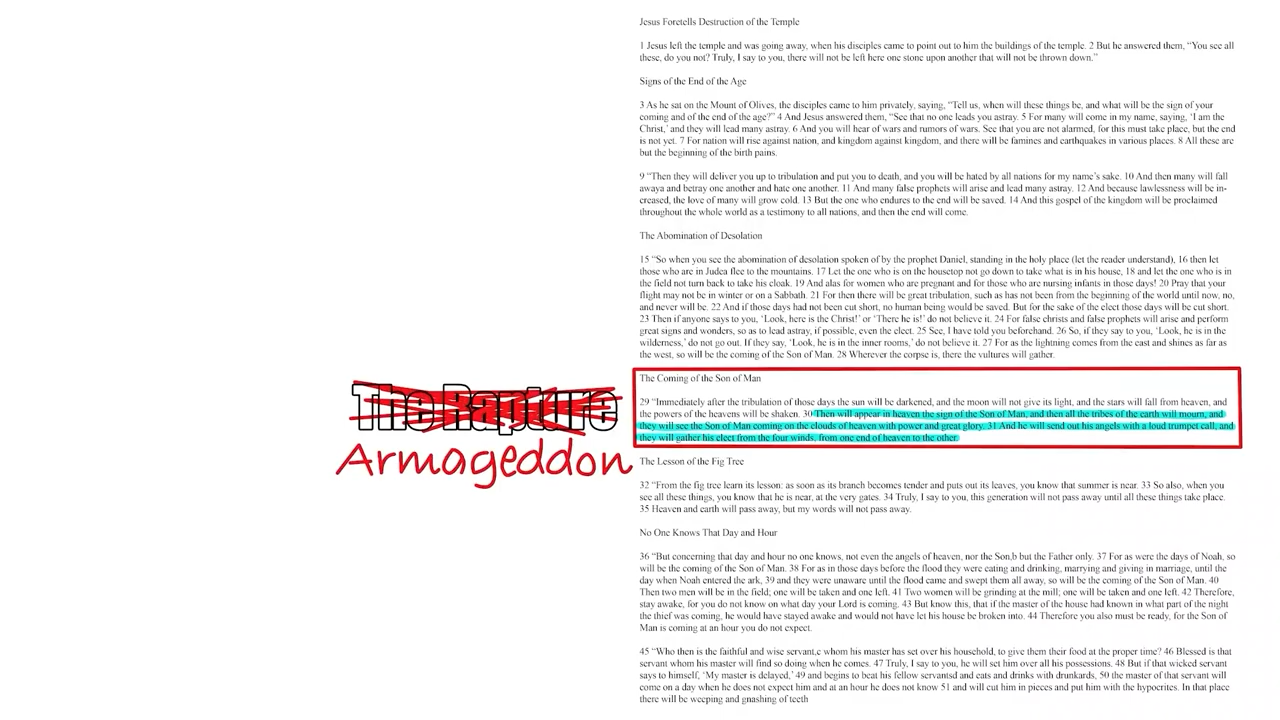 Jesus Foretells Destruction of the Temple
1 Jesus left the temple and was going away, when his disciples came to point out to him the buildings of the temple. 2 But he answered them, “You see all
these, do you not? Truly, I say to you, there will not be left here one stone upon another that will not be thrown down.”
Signs of the End of the Age
3 As he sat on the Mount of Olives, the disciples came to him privately, saying, “Tell us, when will these things be, and what will be the sign of your
coming and of the end of the age?” 4 And Jesus answered them, “See that no one leads you astray. 5 For many will come in my name, saying, ‘I am the
Christ,’ and they will lead many astray. 6 And you will hear of wars and rumors of wars. See that you are not alarmed, for this must take place, but the end
is not yet. 7 For nation will rise against nation, and kingdom against kingdom, and there will be famines and earthquakes in various places. 8 All these are
but the beginning of the birth pains.
9 “Then they will deliver you up to tribulation and put you to death, and you will be hated by all nations for my name’s sake. 10 And then many will fall
awaya and betray one another and hate one another. 11 And many false prophets will arise and lead many astray. 12 And because lawlessness will be in-
creased, the love of many will grow cold. 13 But the one who endures to the end will be saved. 14 And this gospel of the kingdom will be proclaimed
throughout the whole world as a testimony to all nations, and then the end will come.
The Abomination of Desolation
15 “So when you see the abomination of desolation spoken of by the prophet Daniel, standing in the holy place (let the reader understand), 16 then let
those who are in Judea flee to the mountains. 17 Let the one who is on the housetop not go down to take what is in his house, 18 and let the one who is in
the field not turn back to take his cloak. 19 And alas for women who are pregnant and for those who are nursing infants in those days! 20 Pray that your
flight may not be in winter or on a Sabbath. 21 For then there will be great tribulation, such as has not been from the beginning of the world until now, no,
and never will be. 22 And if those days had not been cut short, no human being would be saved. But for the sake of the elect those days will be cut short.
23 Then if anyone says to you, ‘Look, here is the Christ!’ or ‘There he is!’ do not believe it. 24 For false christs and false prophets will arise and perform
great signs and wonders, so as to lead astray, if possible, even the elect. 25 See, I have told you beforehand. 26 So, if they say to you, ‘Look, he is in the
wilderness,’ do not go out. If they say, ‘Look, he is in the inner rooms,’ do not believe it. 27 For as the lightning comes from the east and shines as far as
the west, so will be the coming of the Son of Man. 28 Wherever the corpse is, there the vultures will gather.
The Rapture
Armageddon
The Coming of the Son of Man
29 “Immediately after the tribulation of those days the sun will be darkened, and the moon will not give its light, and the stars will fall from heaven, and
the powers of the heavens will be shaken. 30 Then will appear in heaven the sign of the Son of Man, and then all the tribes of the earth will mourn, and
they will see the Son of Man coming on the clouds of heaven with power and great glory. 31 And he will send out his angels with a loud trumpet call, and
they will gather his elect from the four winds, from one end of heaven to the other.
The Lesson of the Fig Tree
32 “From the fig tree learn its lesson: as soon as its branch becomes tender and puts out its leaves, you know that summer is near. 33 So also, when you
see all these things, you know that he is near, at the very gates. 34 Truly, I say to you, this generation will not pass away until all these things take place.
35 Heaven and earth will pass away, but my words will not pass away.
No One Knows That Day and Hour
36 “But concerning that day and hour no one knows, not even the angels of heaven, nor the Son,b but the Father only. 37 For as were the days of Noah, so
will be the coming of the Son of Man. 38 For as in those days before the flood they were eating and drinking, marrying and giving in marriage, until the
day when Noah entered the ark, 39 and they were unaware until the flood came and swept them all away, so will be the coming of the Son of Man. 40
Then two men will be in the field; one will be taken and one left. 41 Two women will be grinding at the mill; one will be taken and one left. 42 Therefore,
stay awake, for you do not know on what day your Lord is coming. 43 But know this, that if the master of the house had known in what part of the night
the thief was coming, he would have stayed awake and would not have let his house be broken into. 44 Therefore you also must be ready, for the Son of
Man is coming at an hour you do not expect.
45 “Who then is the faithful and wise servant,c whom his master has set over his household, to give them their food at the proper time? 46 Blessed is that
servant whom his master will find so doing when he comes. 47 Truly, I say to you, he will set him over all his possessions. 48 But if that wicked servant
says to himself, ‘My master is delayed,’ 49 and begins to beat his fellow servantsd and eats and drinks with drunkards, 50 the master of that servant will
come on a day when he does not expect him and at an hour he does not know 51 and will cut him in pieces and put him with the hypocrites. In that place
there will be weeping and gnashing of teeth